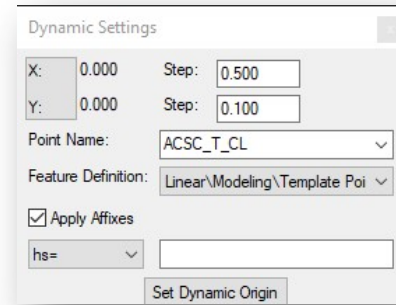 Dynamic Settings
X: 0.000 Step: 0.500
Y: 0.000 Step: 0.100
Point Name: ACSC_T_CL
Feature Definition: Linear\Modeling\Template Poi
Apply Affixes
hs=
Set Dynamic Origin